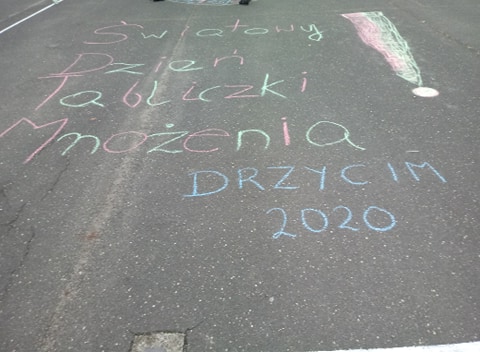 Światowy
Dzień
Tabliczki
Mnożenia
DRZYCIM
2020